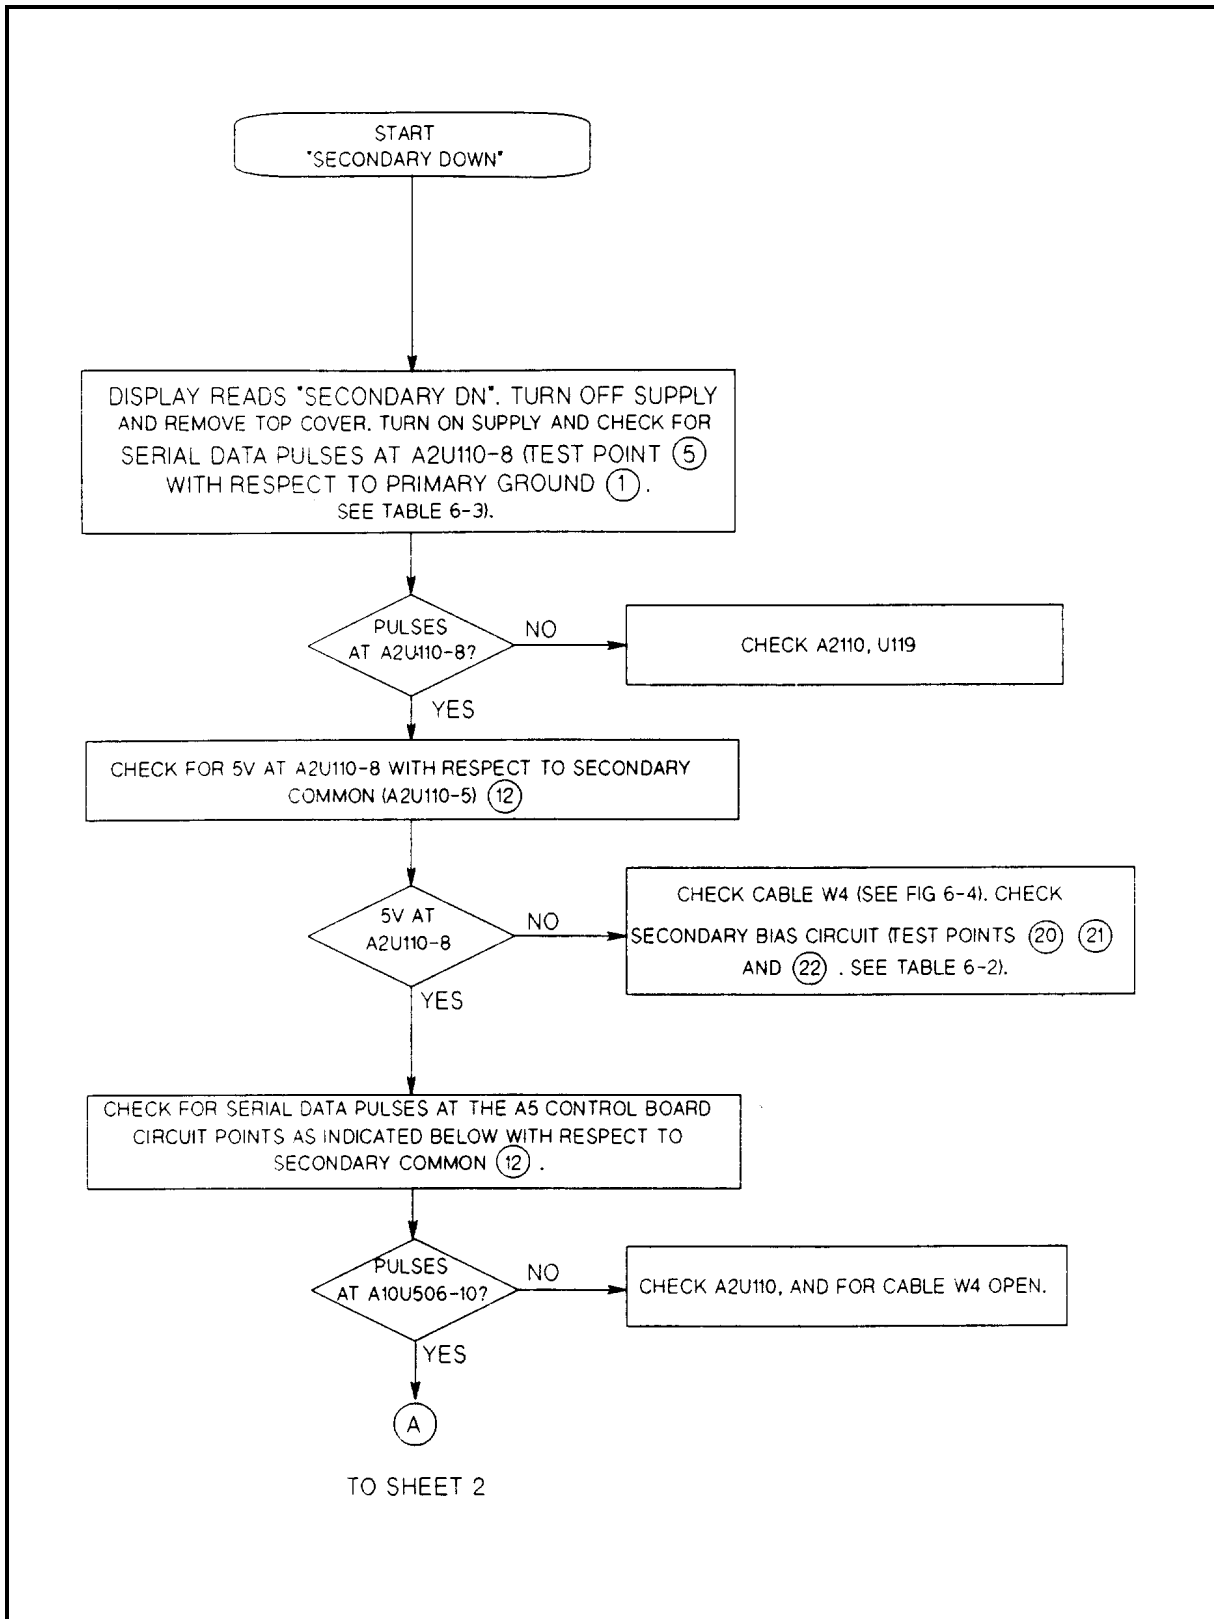 START
"SECONDARY DOWN"
DISPLAY READS "SECONDARY DN". TURN OFF SUPPLY
AND REMOVE TOP COVER. TURN ON SUPPLY AND CHECK FOR
SERIAL DATA PULSES AT A2U110-8 (TEST POINT 5
WITH RESPECT TO PRIMARY GROUND 1 .
SEE TABLE 6-3).
PULSES
AT A2U110-8?
NO
CHECK A2110, U119
YES
CHECK FOR 5V AT A2U110-8 WITH RESPECT TO SECONDARY
COMMON (A2U110-5) 12
5V AT
A2U110-8
NO
CHECK CABLE W4 (SEE FIG 6-4). CHECK
SECONDARY BIAS CIRCUIT (TEST POINTS 20 21
AND 22 . SEE TABLE 6-2).
YES
CHECK FOR SERIAL DATA PULSES AT THE A5 CONTROL BOARD
CIRCUIT POINTS AS INDICATED BELOW WITH RESPECT TO
SECONDARY COMMON 12 .
PULSES
AT A10U506-10?
NO
CHECK A2U110, AND FOR CABLE W4 OPEN.
YES
A
TO SHEET 2